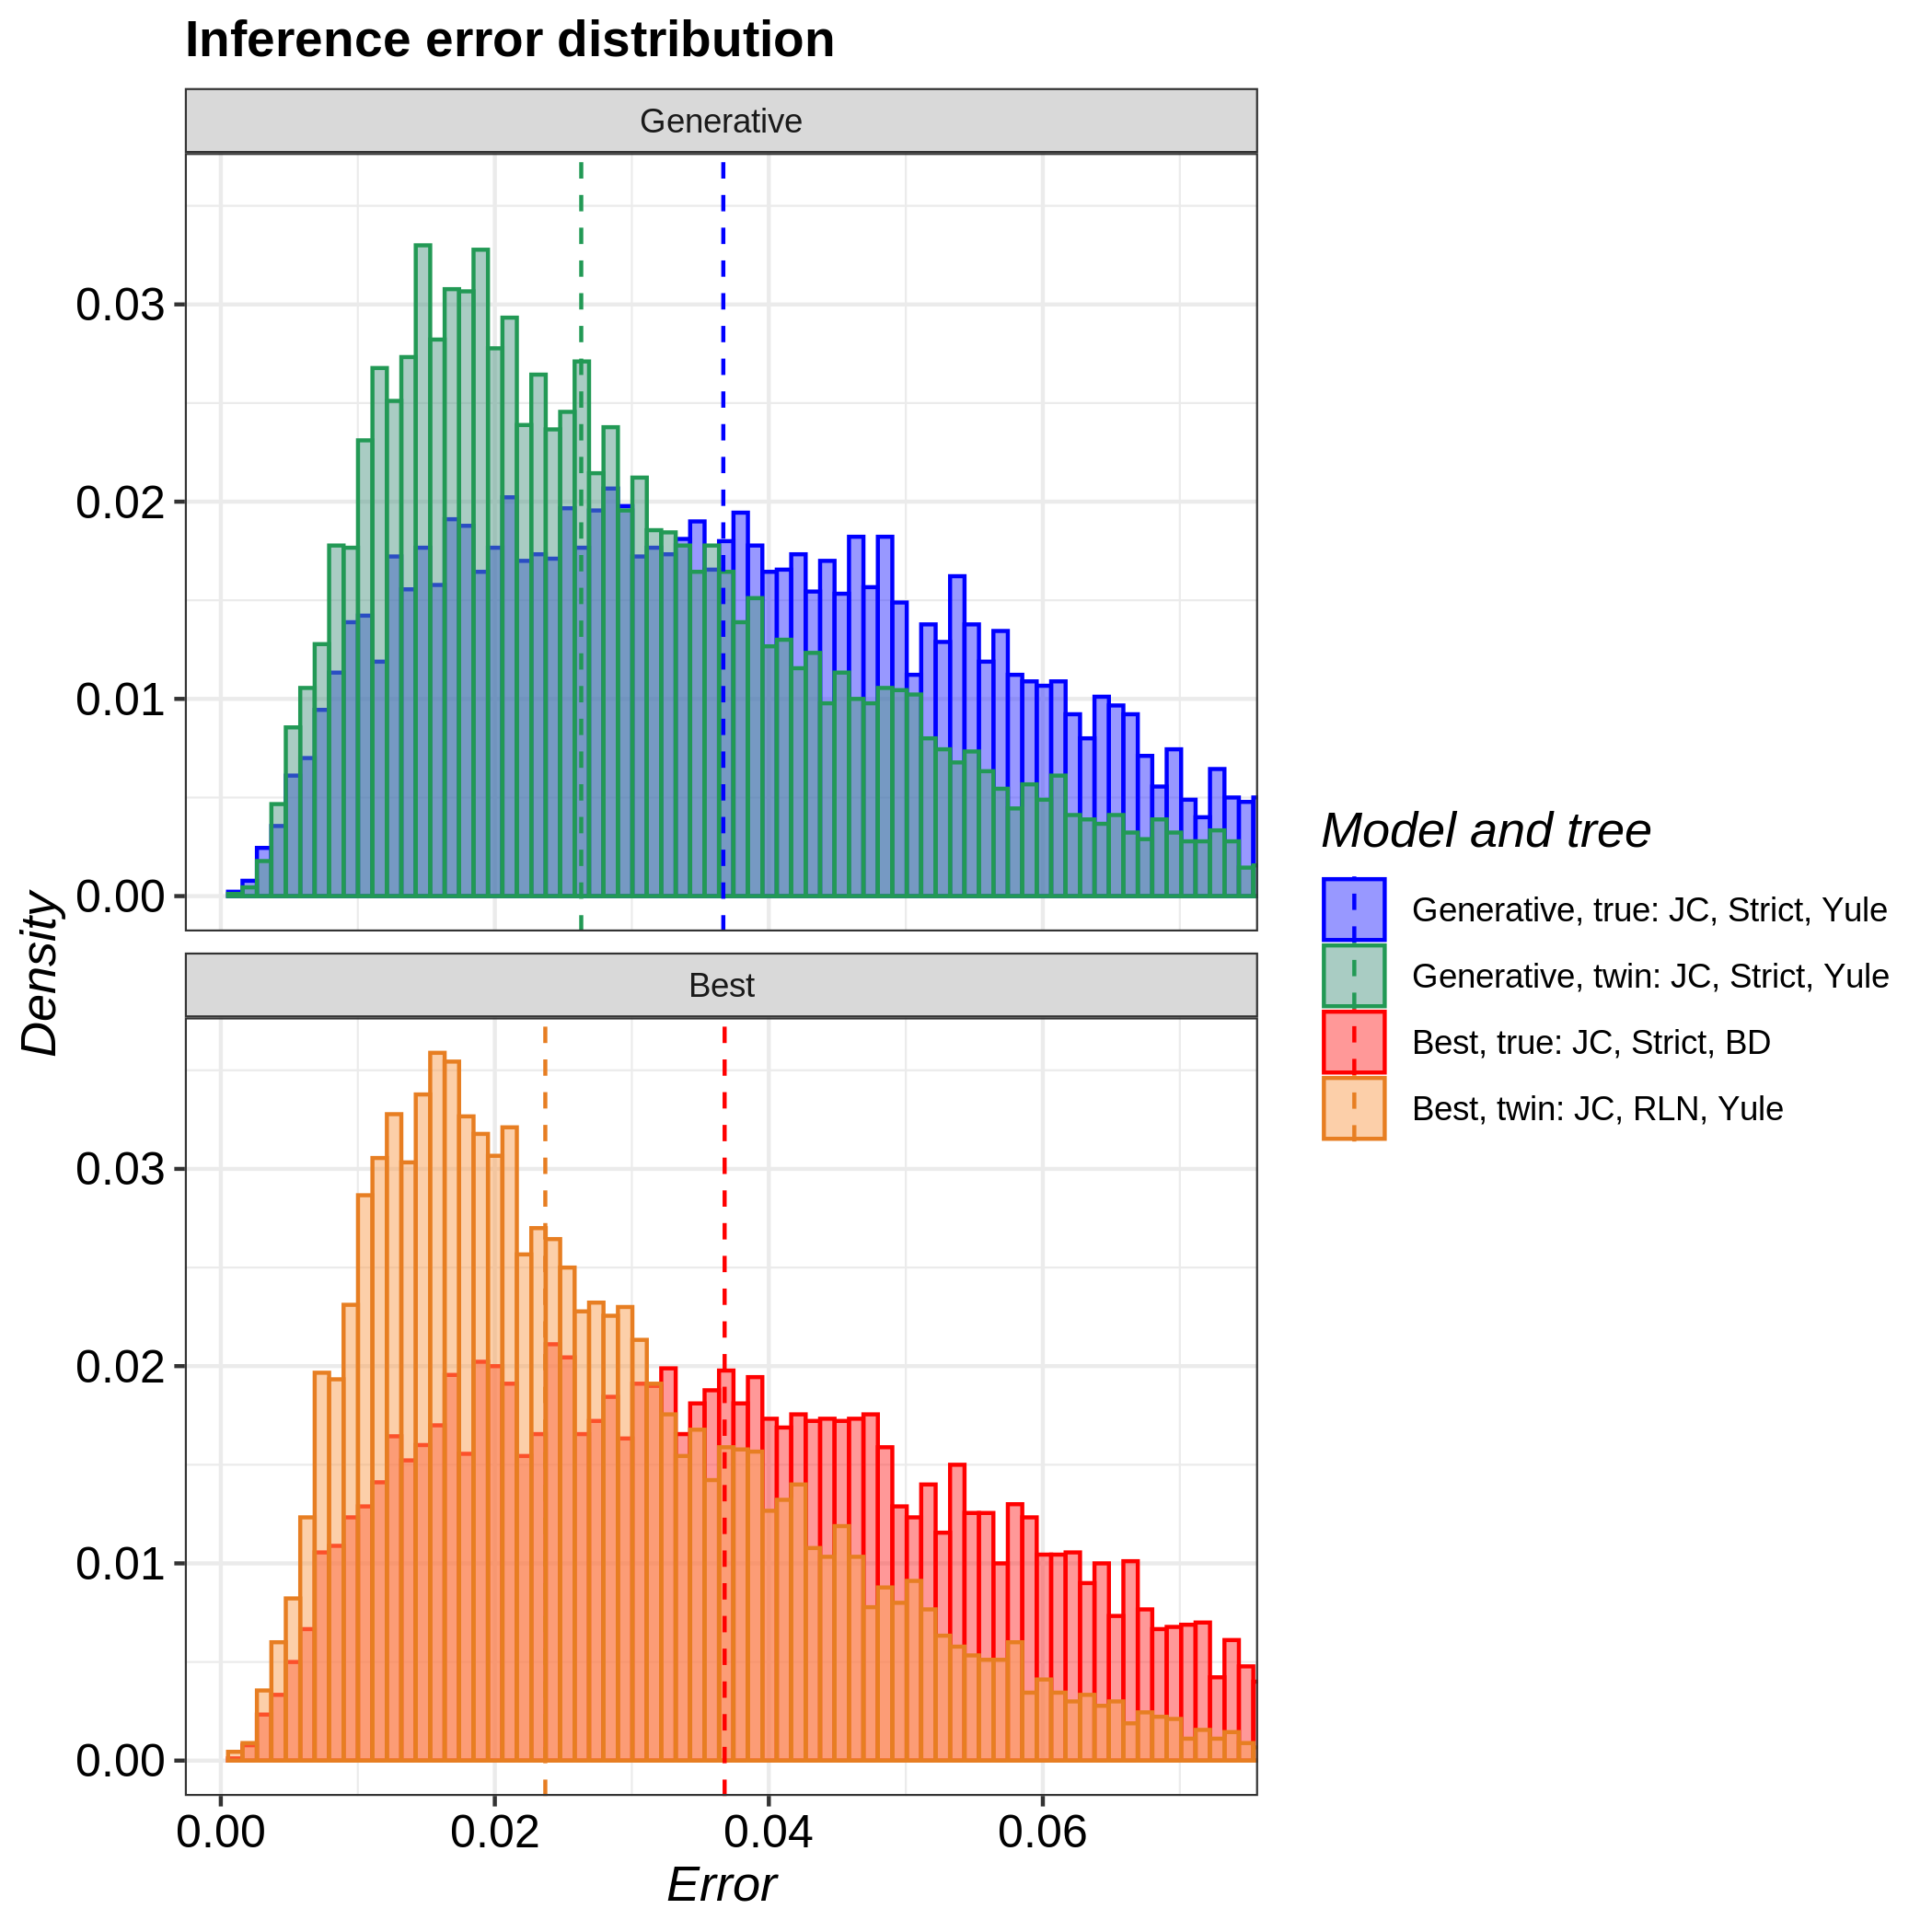 Inference error distribution
Generative
0.03
0.02
0.01
0.00
Best
0.03
0.02
0.01
0.00
0.00 0.02 0.04 0.06
Error
Density
Model and tree
Generative, true: JC, Strict, Yule
Generative, twin: JC, Strict, Yule
Best, true: JC, Strict, BD
Best, twin: JC, RLN, Yule